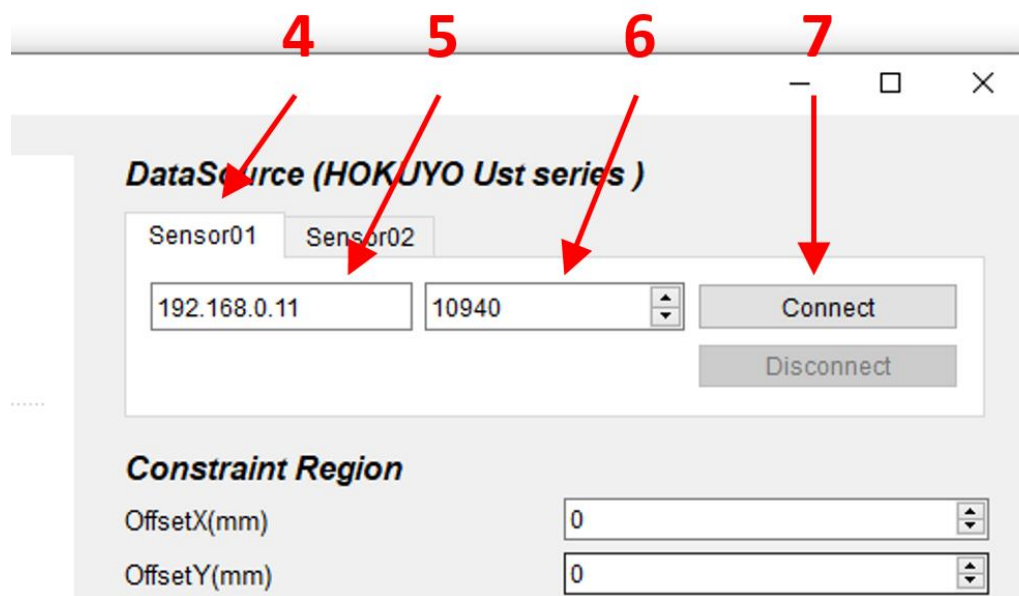 4 5 6 7
DataSource (HOKUYO Ust series )
Sensor01 Sensor02
192.168.0.11 10940 Connect
Disconnect
Constraint Region
OffsetX(mm) 0
OffsetY(mm) 0